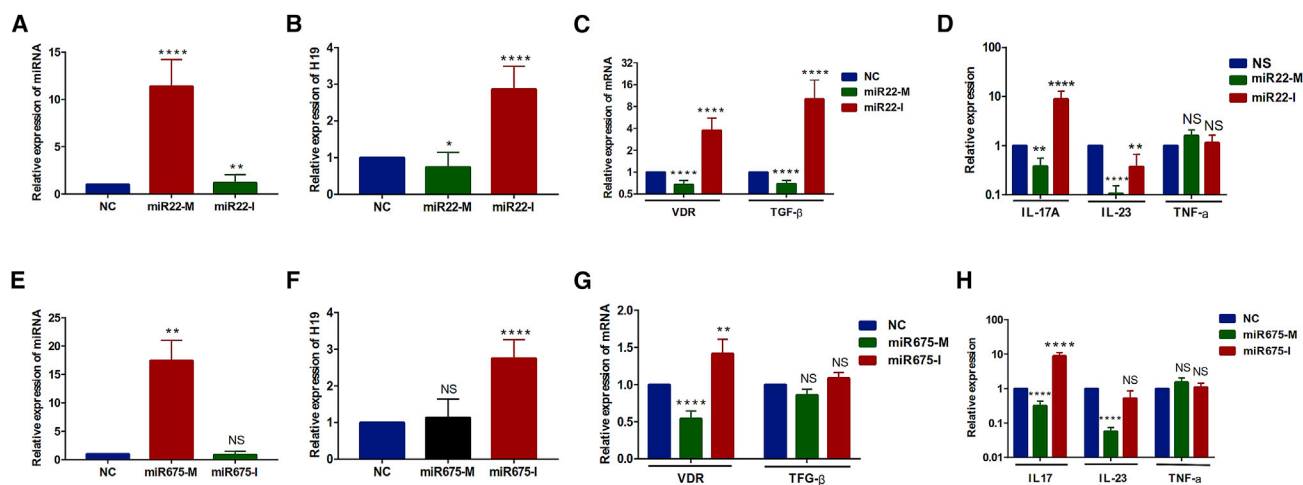 A
Relative expression of miRNA
15
10
5
0
****
**
NC
miR22-M
miR22-I
B
Relative expression of H19
4
3
2
1
0
*
****
NC
miR22-M
miR22-I
C
Relative expression of mRNA
32
16
8
4
2
1
0.5
****
****
****
****
VDR
TGF-β
NC
miR22-M
miR22-I
D
Relative expression
100
10
1
0.1
**
****
****
**
NS
NS
IL-17A
IL-23
TNF-a
NS
miR22-M
miR22-I
E
Relative expression of miRNA
25
20
15
10
5
0
**
NS
NC
miR675-M
miR675-I
F
Relative expression of H19
4
3
2
1
0
NS
****
NC
miR675-M
miR675-I
G
Relative expression of mRNA
2.0
1.5
1.0
0.5
0.0
****
**
NS
NS
VDR
TFG-β
NC
miR675-M
miR675-I
H
Relative expression
100
10
1
0.1
0.01
****
****
****
NS
NS
NS
IL17
IL-23
TNF-a
NC
miR675-M
miR675-I